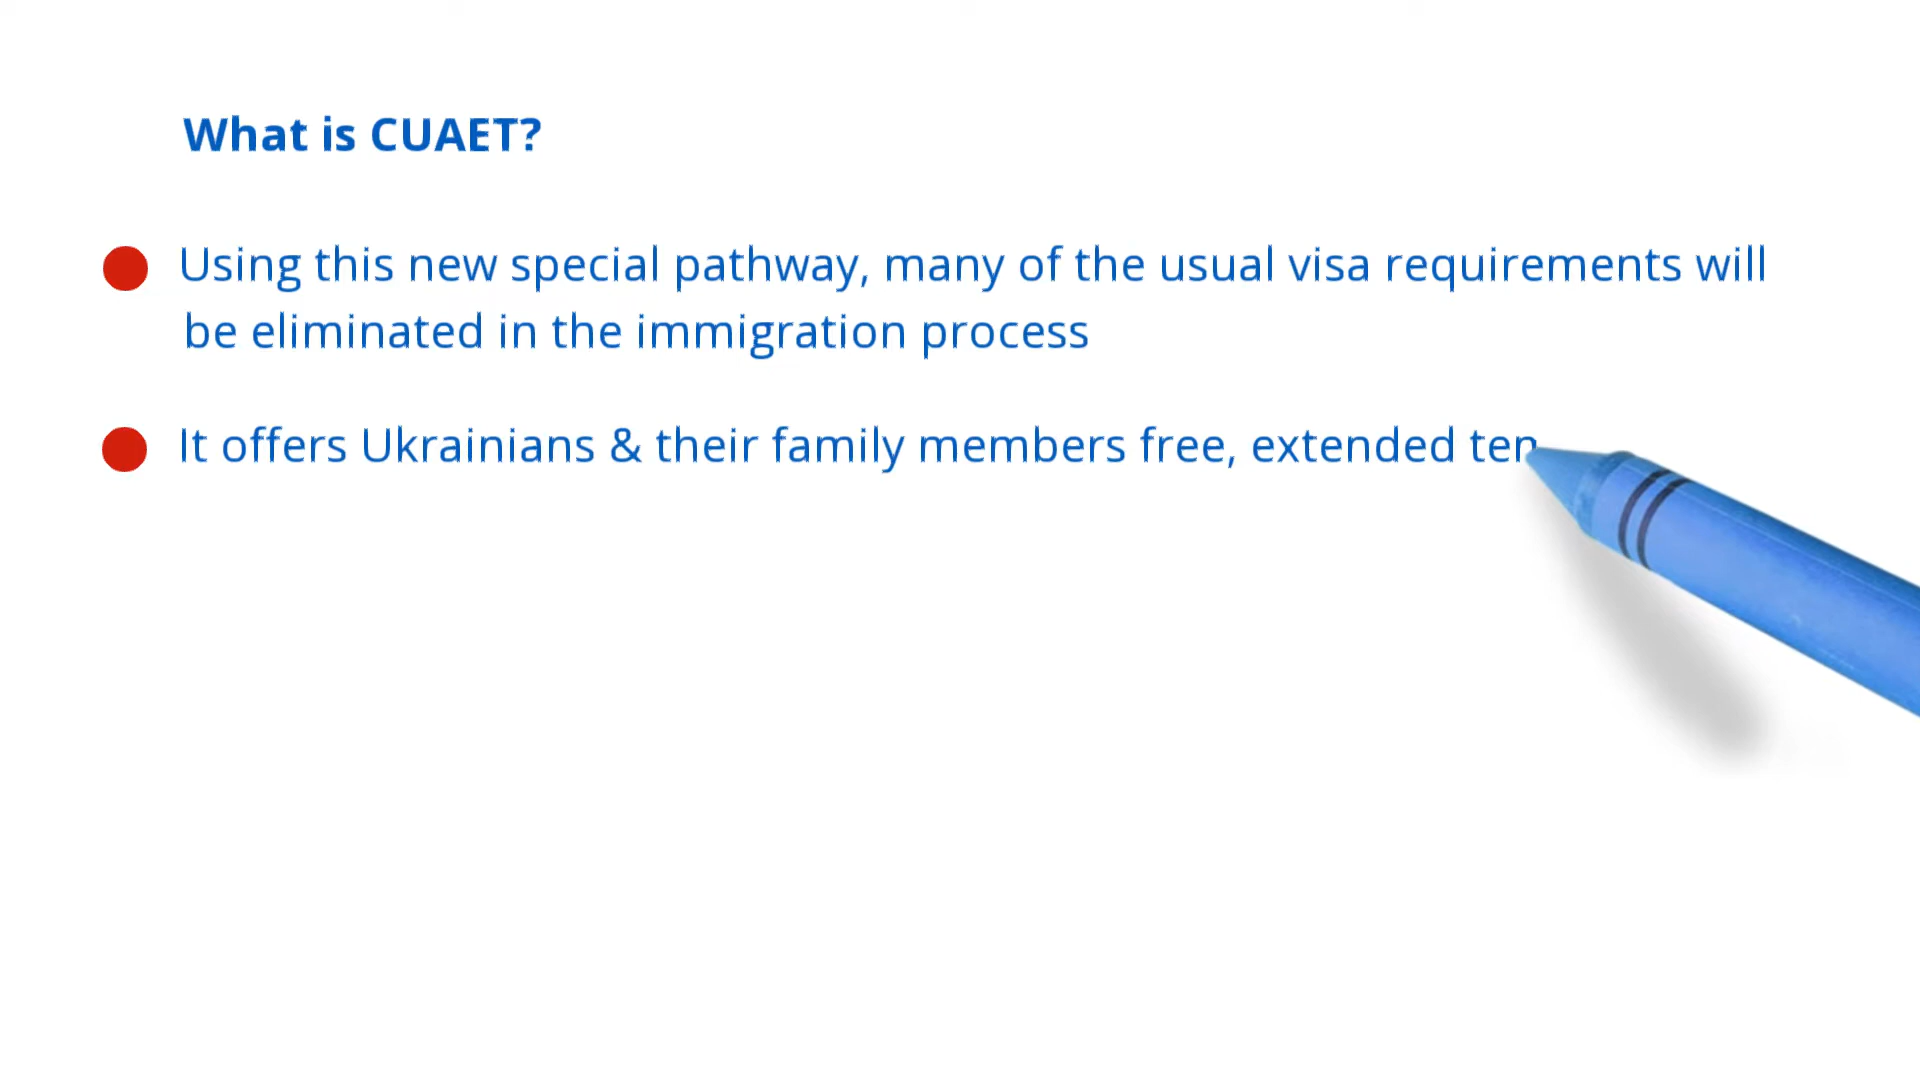 What is CUAET?
Using this new special pathway, many of the usual visa requirements will
be eliminated in the immigration process
It offers Ukrainians & their family members free, extended